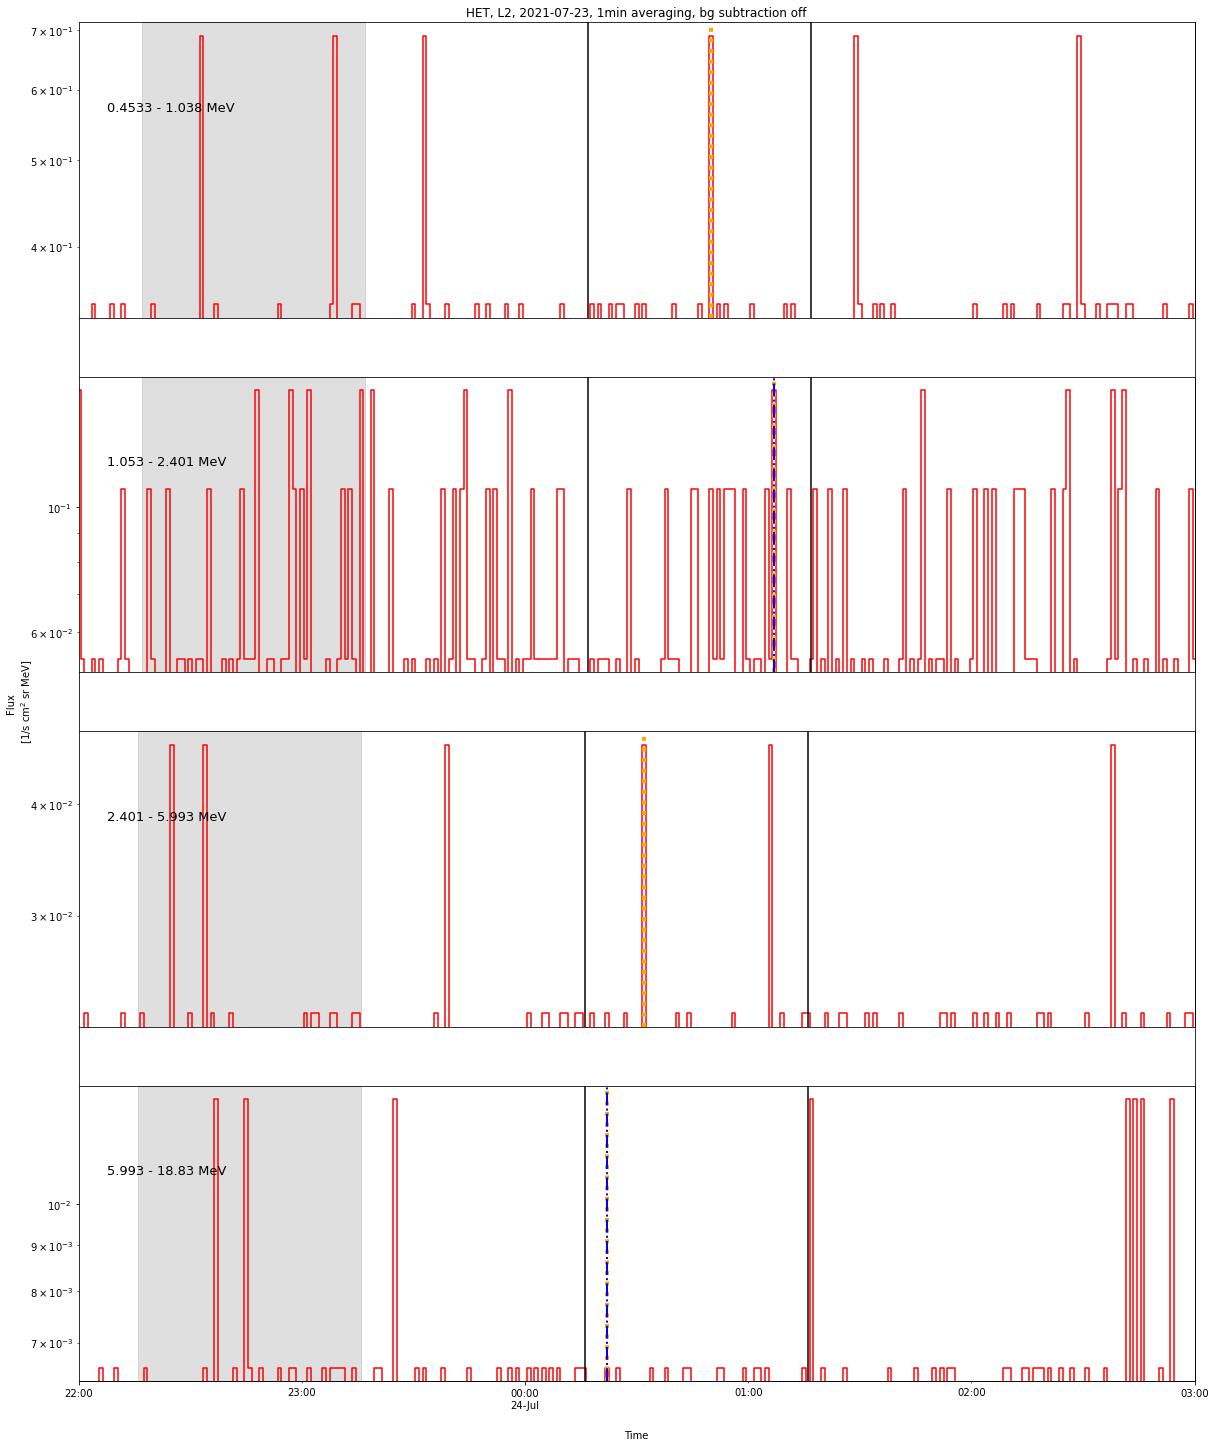 HET, L2, 2021-07-23, 1min averaging, bg subtraction off
7 × 10⁻¹
6 × 10⁻¹
0.4533 - 1.038 MeV
5 × 10⁻¹
4 × 10⁻¹
1.053 - 2.401 MeV
10⁻¹
6 × 10⁻²
Flux
[1/s cm² sr MeV]
4 × 10⁻²
2.401 - 5.993 MeV
3 × 10⁻²
5.993 - 18.83 MeV
10⁻²
9 × 10⁻³
8 × 10⁻³
7 × 10⁻³
22:00 23:00 00:00 01:00 02:00 03:00
24-Jul
Time